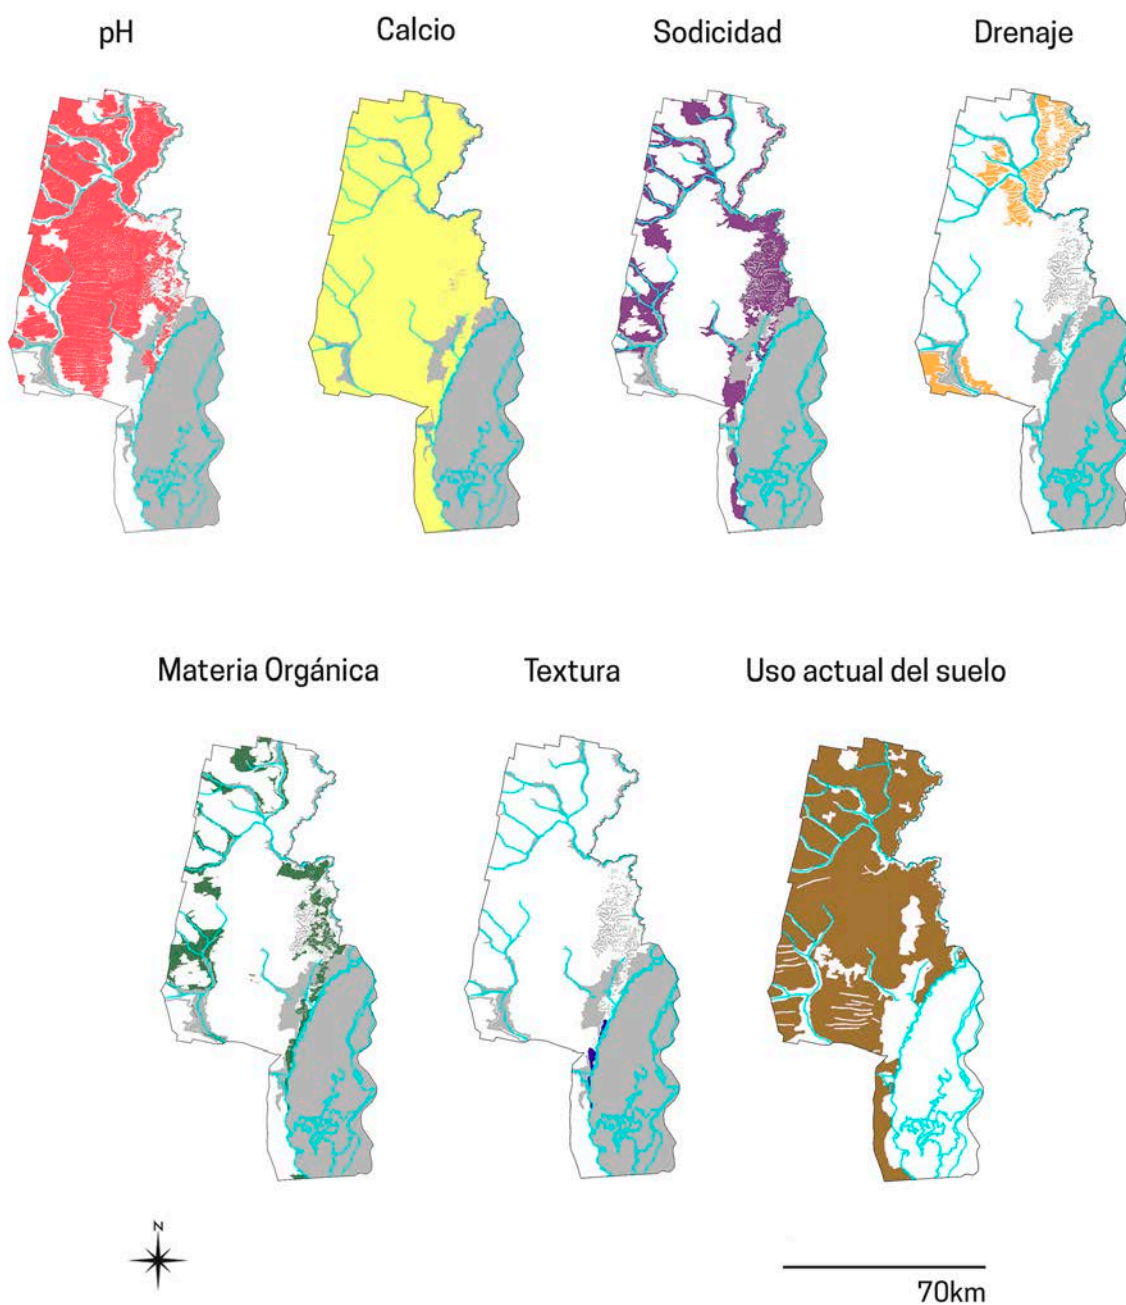 pH
Calcio
Sodicidad
Drenaje
Materia Orgánica
Textura
Uso actual del suelo
N
70km